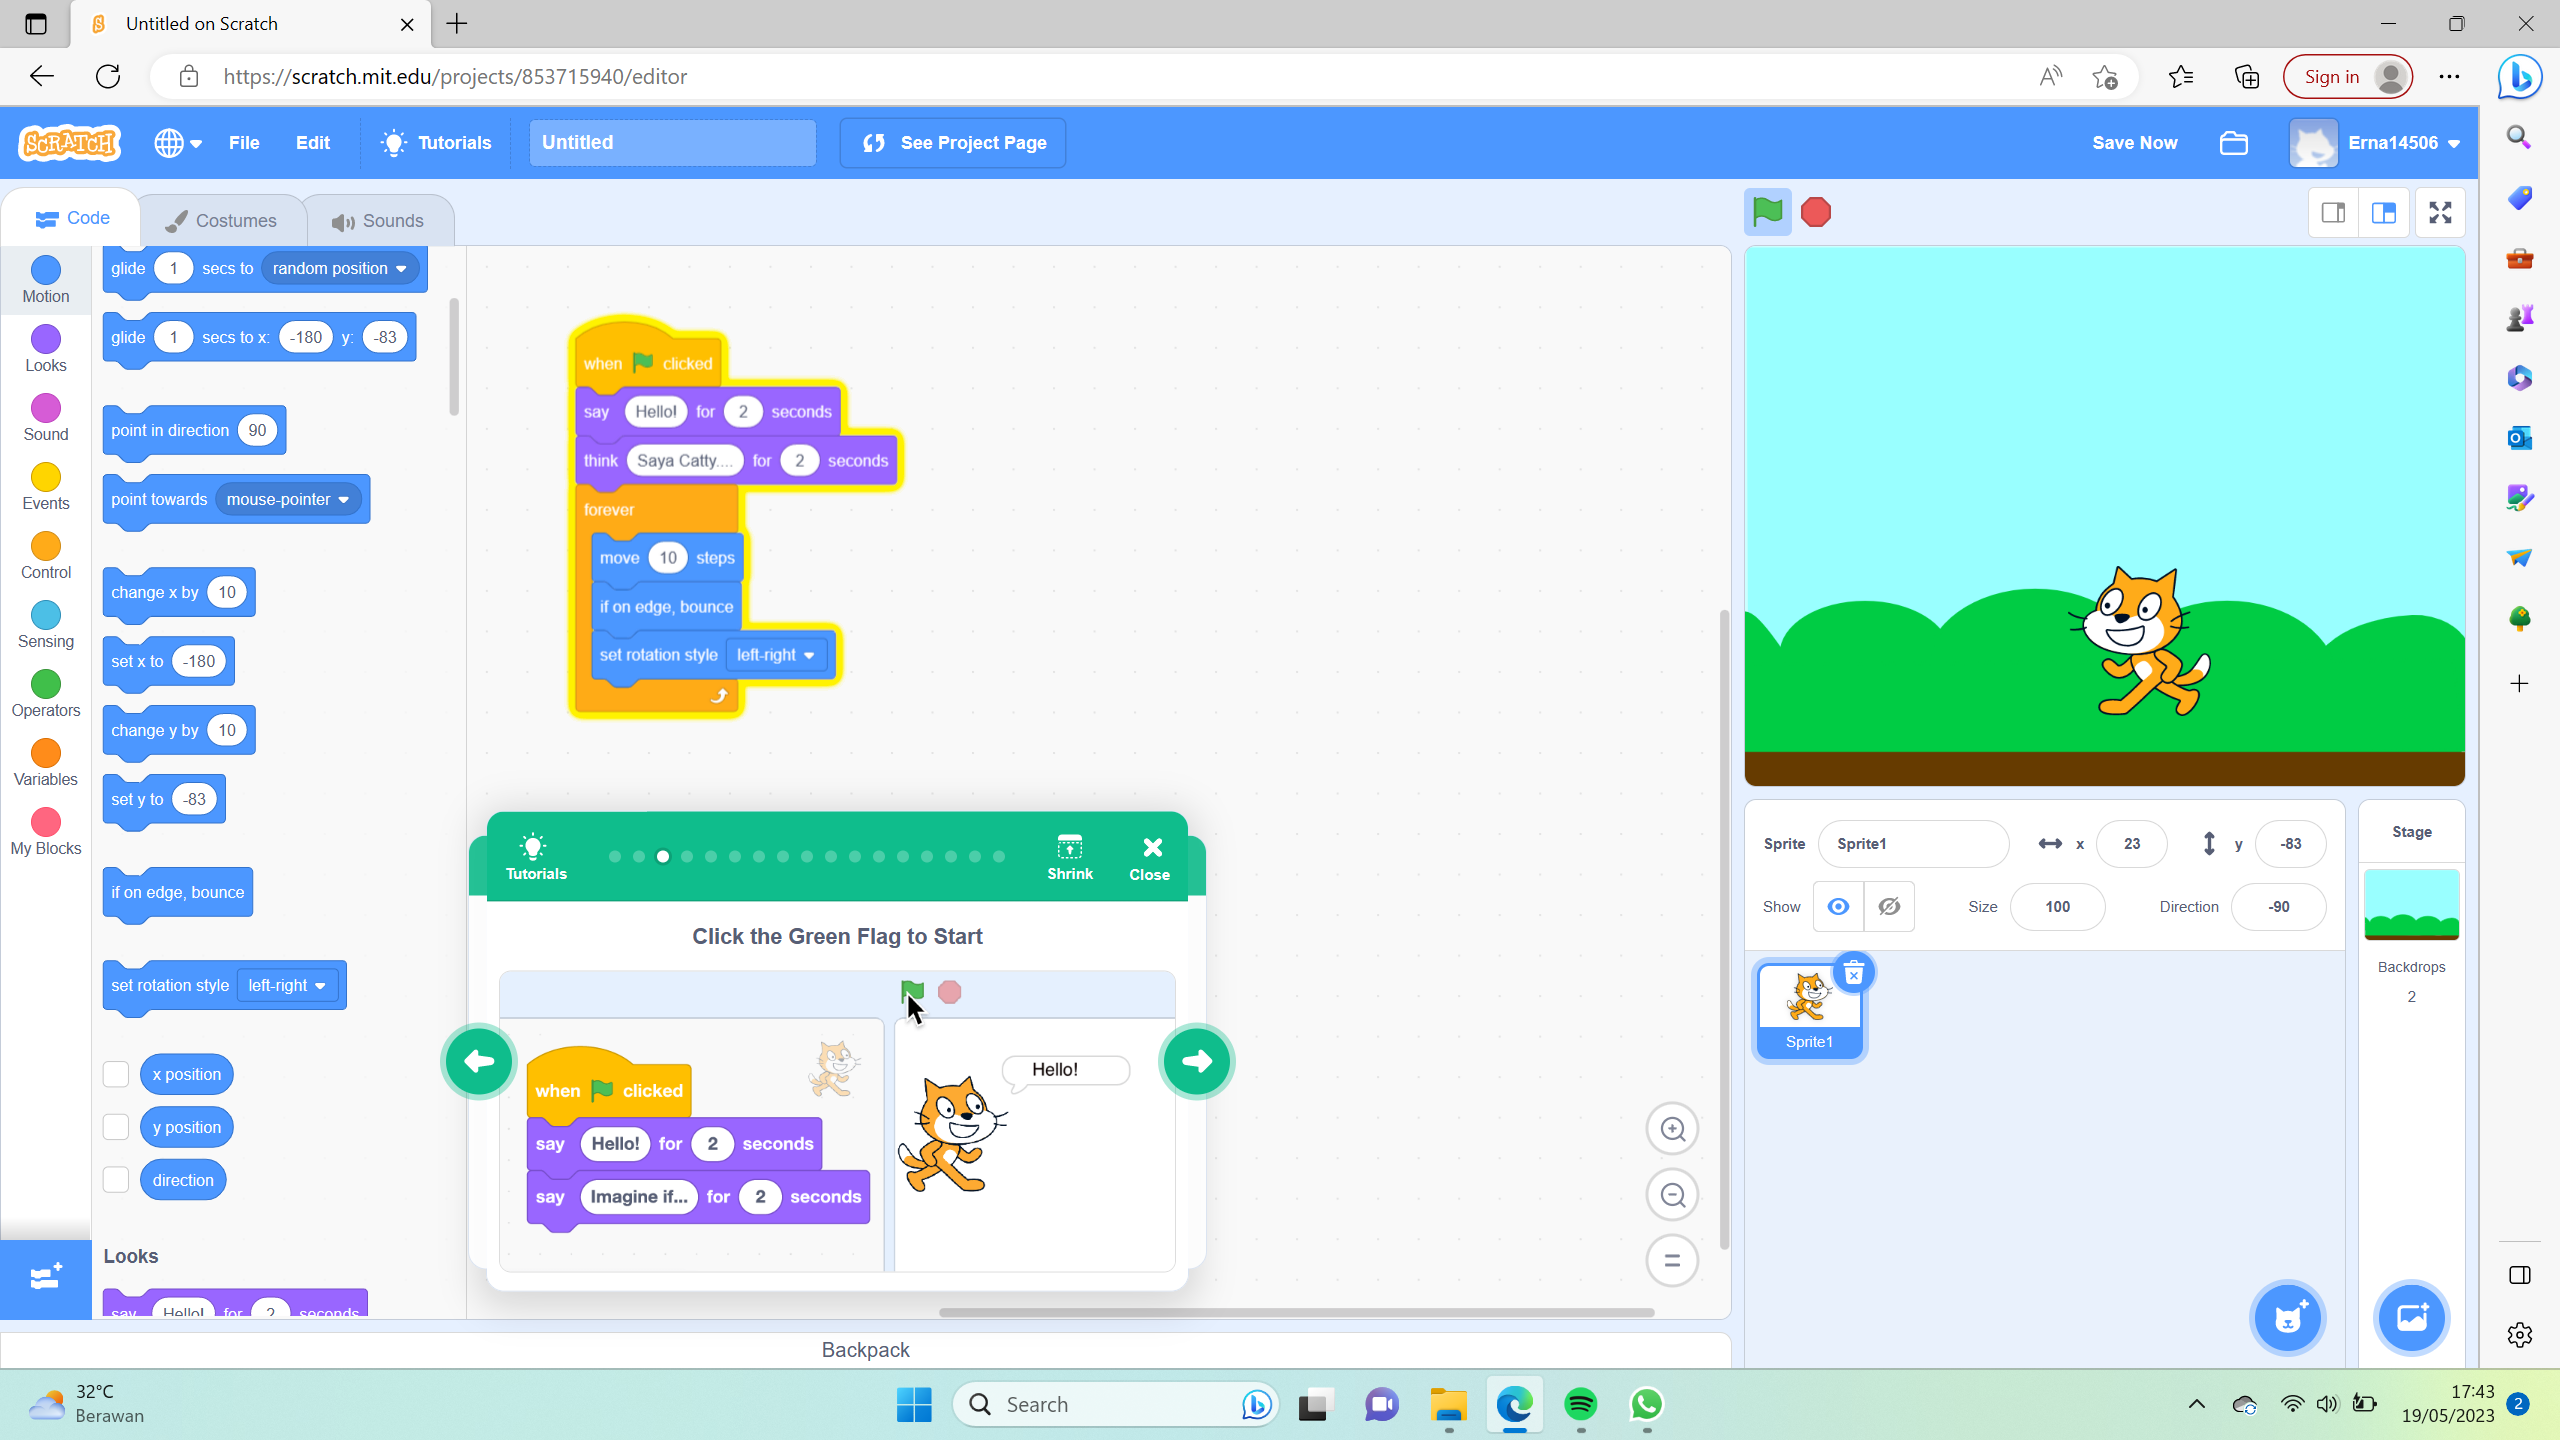 Untitled on Scratch
https://scratch.mit.edu/projects/853715940/editor
Sign in
SCRATCH
File
Edit
Tutorials
Untitled
See Project Page
Save Now
Erna14506
Code
Costumes
Sounds
Motion
Looks
Sound
Events
Control
Sensing
Operators
Variables
My Blocks
glide 1 secs to random position
glide 1 secs to x: -180 y: -83
point in direction 90
point towards mouse-pointer
change x by 10
set x to -180
change y by 10
set y to -83
if on edge, bounce
set rotation style left-right
x position
y position
direction
Looks
say Hello! for 2 seconds
when clicked
say Hello! for 2 seconds
think Saya Catty.... for 2 seconds
forever
move 10 steps
if on edge, bounce
set rotation style left-right
Tutorials
Shrink
Close
Click the Green Flag to Start
when clicked
say Hello! for 2 seconds
say Imagine if... for 2 seconds
Hello!
Sprite Sprite1 x 23 y -83
Show Size 100 Direction -90
Sprite1
Stage
Backdrops
2
Backpack
32°C
Berawan
Search
17:43
19/05/2023
2